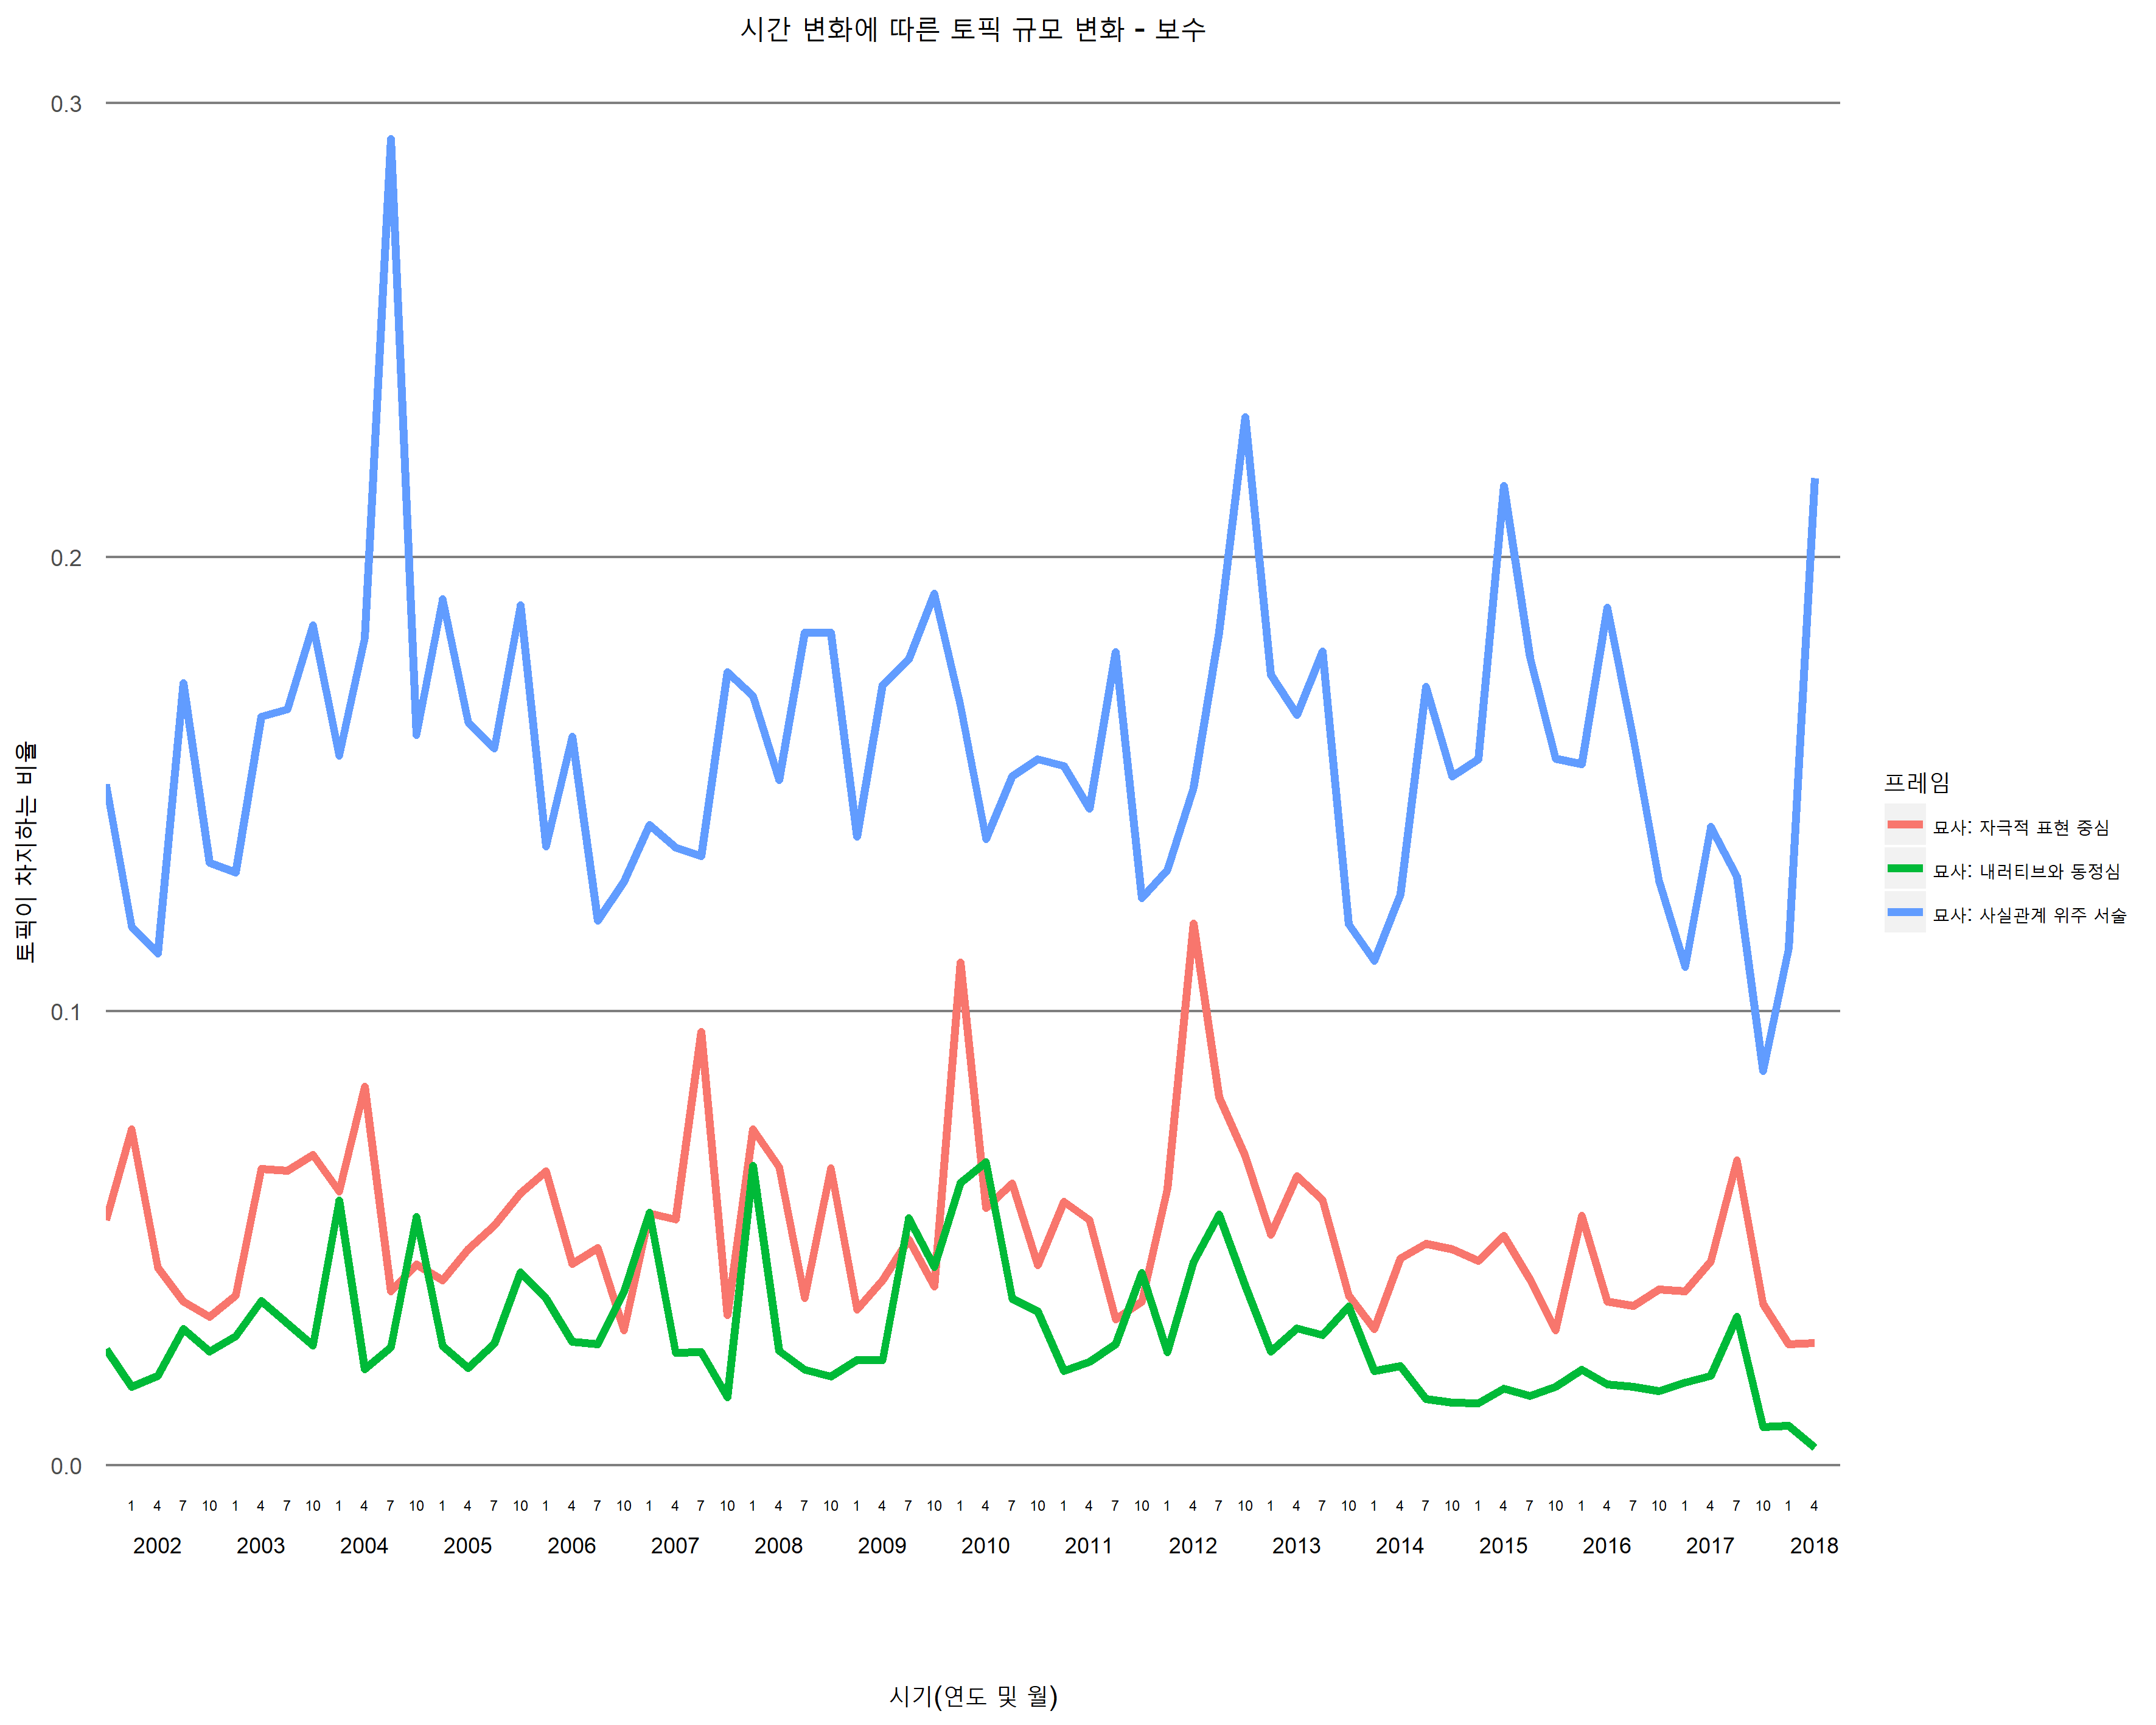 시간 변화에 따른 토픽 규모 변화 - 보수
0.3
0.2
0.1
0.0
토픽이 차지하는 비율
1 4 7 10 1 4 7 10 1 4 7 10 1 4 7 10 1 4 7 10 1 4 7 10 1 4 7 10 1 4 7 10 1 4 7 10 1 4 7 10 1 4 7 10 1 4 7 10 1 4 7 10 1 4 7 10 1 4 7 10 1 4 7 10 1 4
2002 2003 2004 2005 2006 2007 2008 2009 2010 2011 2012 2013 2014 2015 2016 2017 2018
시기(연도 및 월)
프레임
묘사: 자극적 표현 중심
묘사: 내러티브와 동정심
묘사: 사실관계 위주 서술